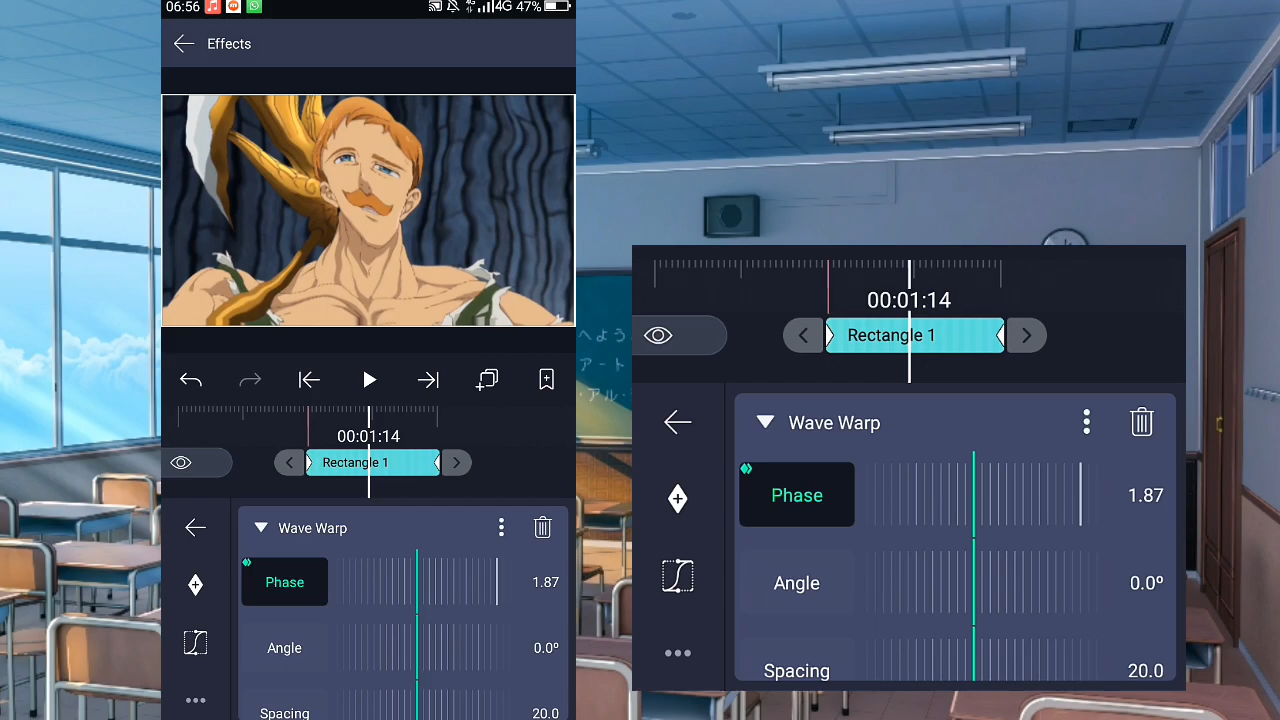 06:56
4G 47%
Effects
00:01:14
Rectangle 1
Wave Warp
Phase
1.87
Angle
0.0º
Spacing
20.0
00:01:14
Rectangle 1
Wave Warp
Phase
1.87
Angle
0.0º
Spacing
20.0